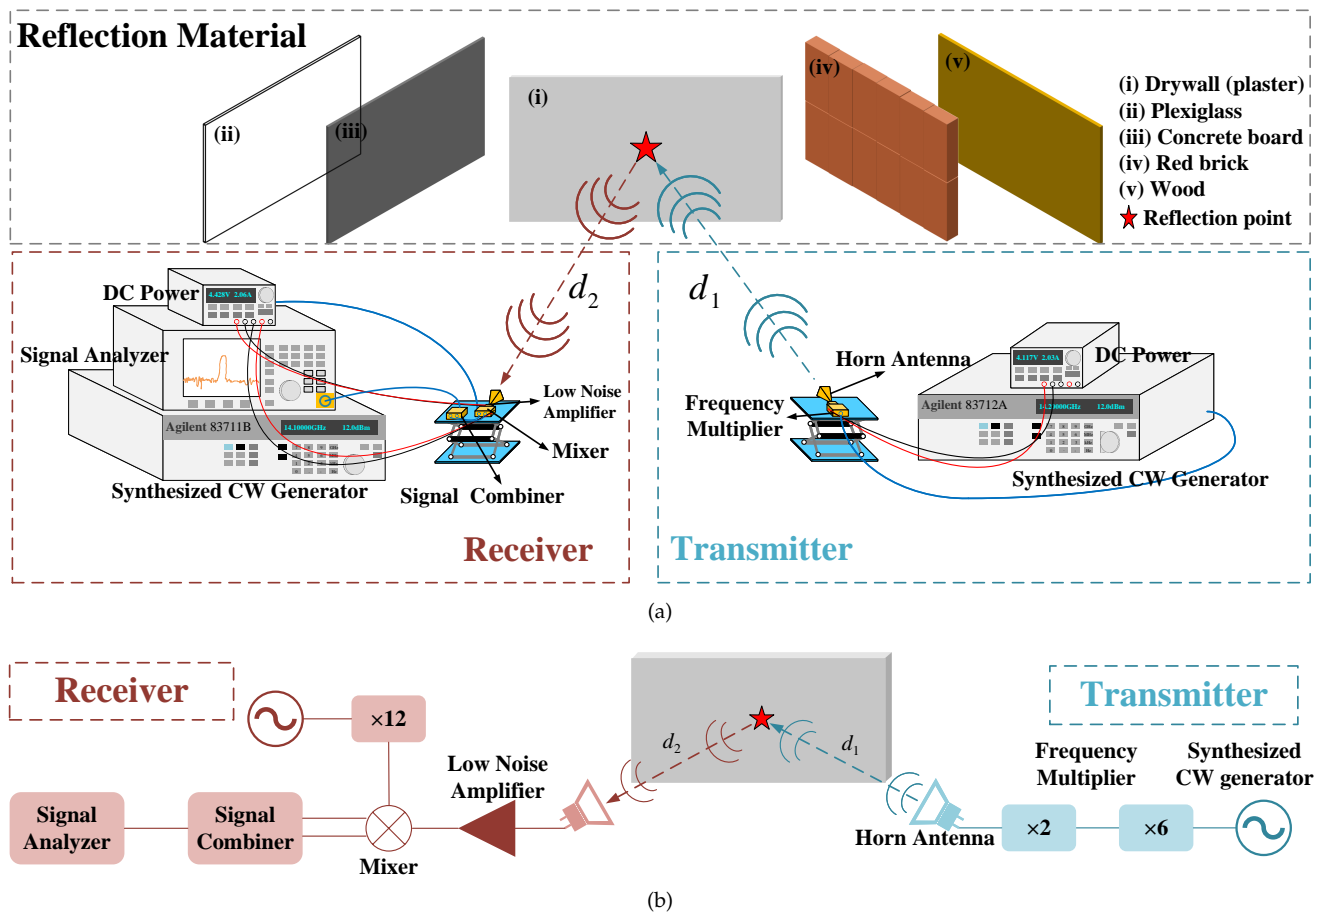 Reflection Material
(i)
(ii)
(iii)
(iv)
(v)
(i) Drywall (plaster)
(ii) Plexiglass
(iii) Concrete board
(iv) Red brick
(v) Wood
Reflection point
d2
d1
DC Power
4.428V 2.06A
Signal Analyzer
Agilent 83711B
14.10000GHz 12.0dBm
Synthesized CW Generator
Low Noise
Amplifier
Mixer
Signal Combiner
Receiver
Horn Antenna
Frequency
Multiplier
4.117V 2.03A
DC Power
Agilent 83712A
14.20000GHz 12.0dBm
Synthesized CW Generator
Transmitter
(a)
Receiver
×12
Low Noise
Amplifier
Signal
Analyzer
Signal
Combiner
Mixer
d2
d1
Transmitter
Frequency
Multiplier
Synthesized
CW generator
Horn Antenna
×2
×6
(b)